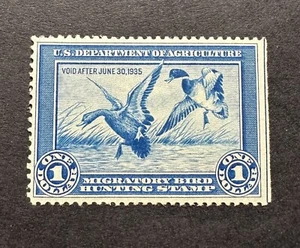 U.S. DEPARTMENT OF AGRICULTURE
VOID AFTER JUNE 30, 1935
ONE
1
DOLLAR
MIGRATORY BIRD
HUNTING STAMP
ONE
1
DOLLAR